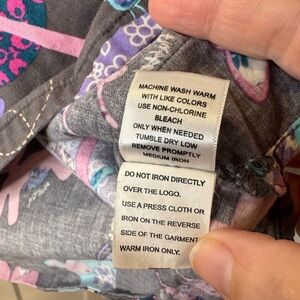 MACHINE WASH WARM
WITH LIKE COLORS
USE NON-CHLORINE
BLEACH
ONLY WHEN NEEDED
TUMBLE DRY LOW
REMOVE PROMPTLY
MEDIUM IRON
DO NOT IRON DIRECTLY
OVER THE LOGO.
USE A PRESS CLOTH OR
IRON ON THE REVERSE
SIDE OF THE GARMENT
WARM IRON ONLY.